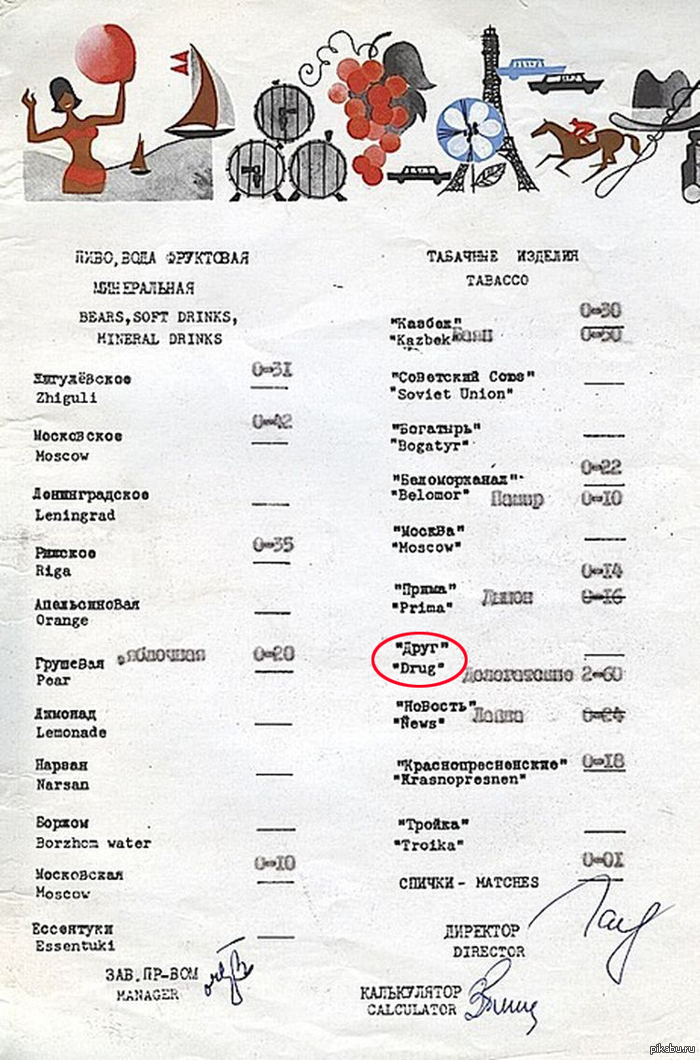 ПИВО, ВОДА ФРУКТОВАЯ
МИНЕРАЛЬНАЯ
BEARS, SOFT DRINKS,
MINERAL DRINKS
Жигулёвское 0-31
Zhiguli
Московское 0-42
Moscow
Ленинградское
Leningrad
Рижское 0-35
Riga
Апельсиновая
Orange
Грушевая, яблочная 0-20
Pear
Лимонад
Lemonade
Нарзан
Narsan
Боржом
Borzhom water
Московская 0-10
Moscow
Ессентуки
Essentuki
ЗАВ.ПР-ВОМ
MANAGER
ТАБАЧНЫЕ ИЗДЕЛИЯ
TABACCO
"Казбек" 0-30
"Kazbek"
"Советский Союз"
"Soviet Union"
"Богатырь"
"Bogatyr"
"Беломорканал" 0-22
"Belomor" Памир 0-10
"Москва"
"Moscow"
"Прима" 0-14
"Prima" 0-16
"Друг"
"Drug" 2-60
"Новость"
"News" 0-24
"Краснопресненские" 0-18
"Krasnopresnen"
"Тройка"
"Troika"
СПИЧКИ - MATCHES 0-01
ДИРЕКТОР
DIRECTOR
КАЛЬКУЛЯТОР
CALCULATOR
pikabu.ru